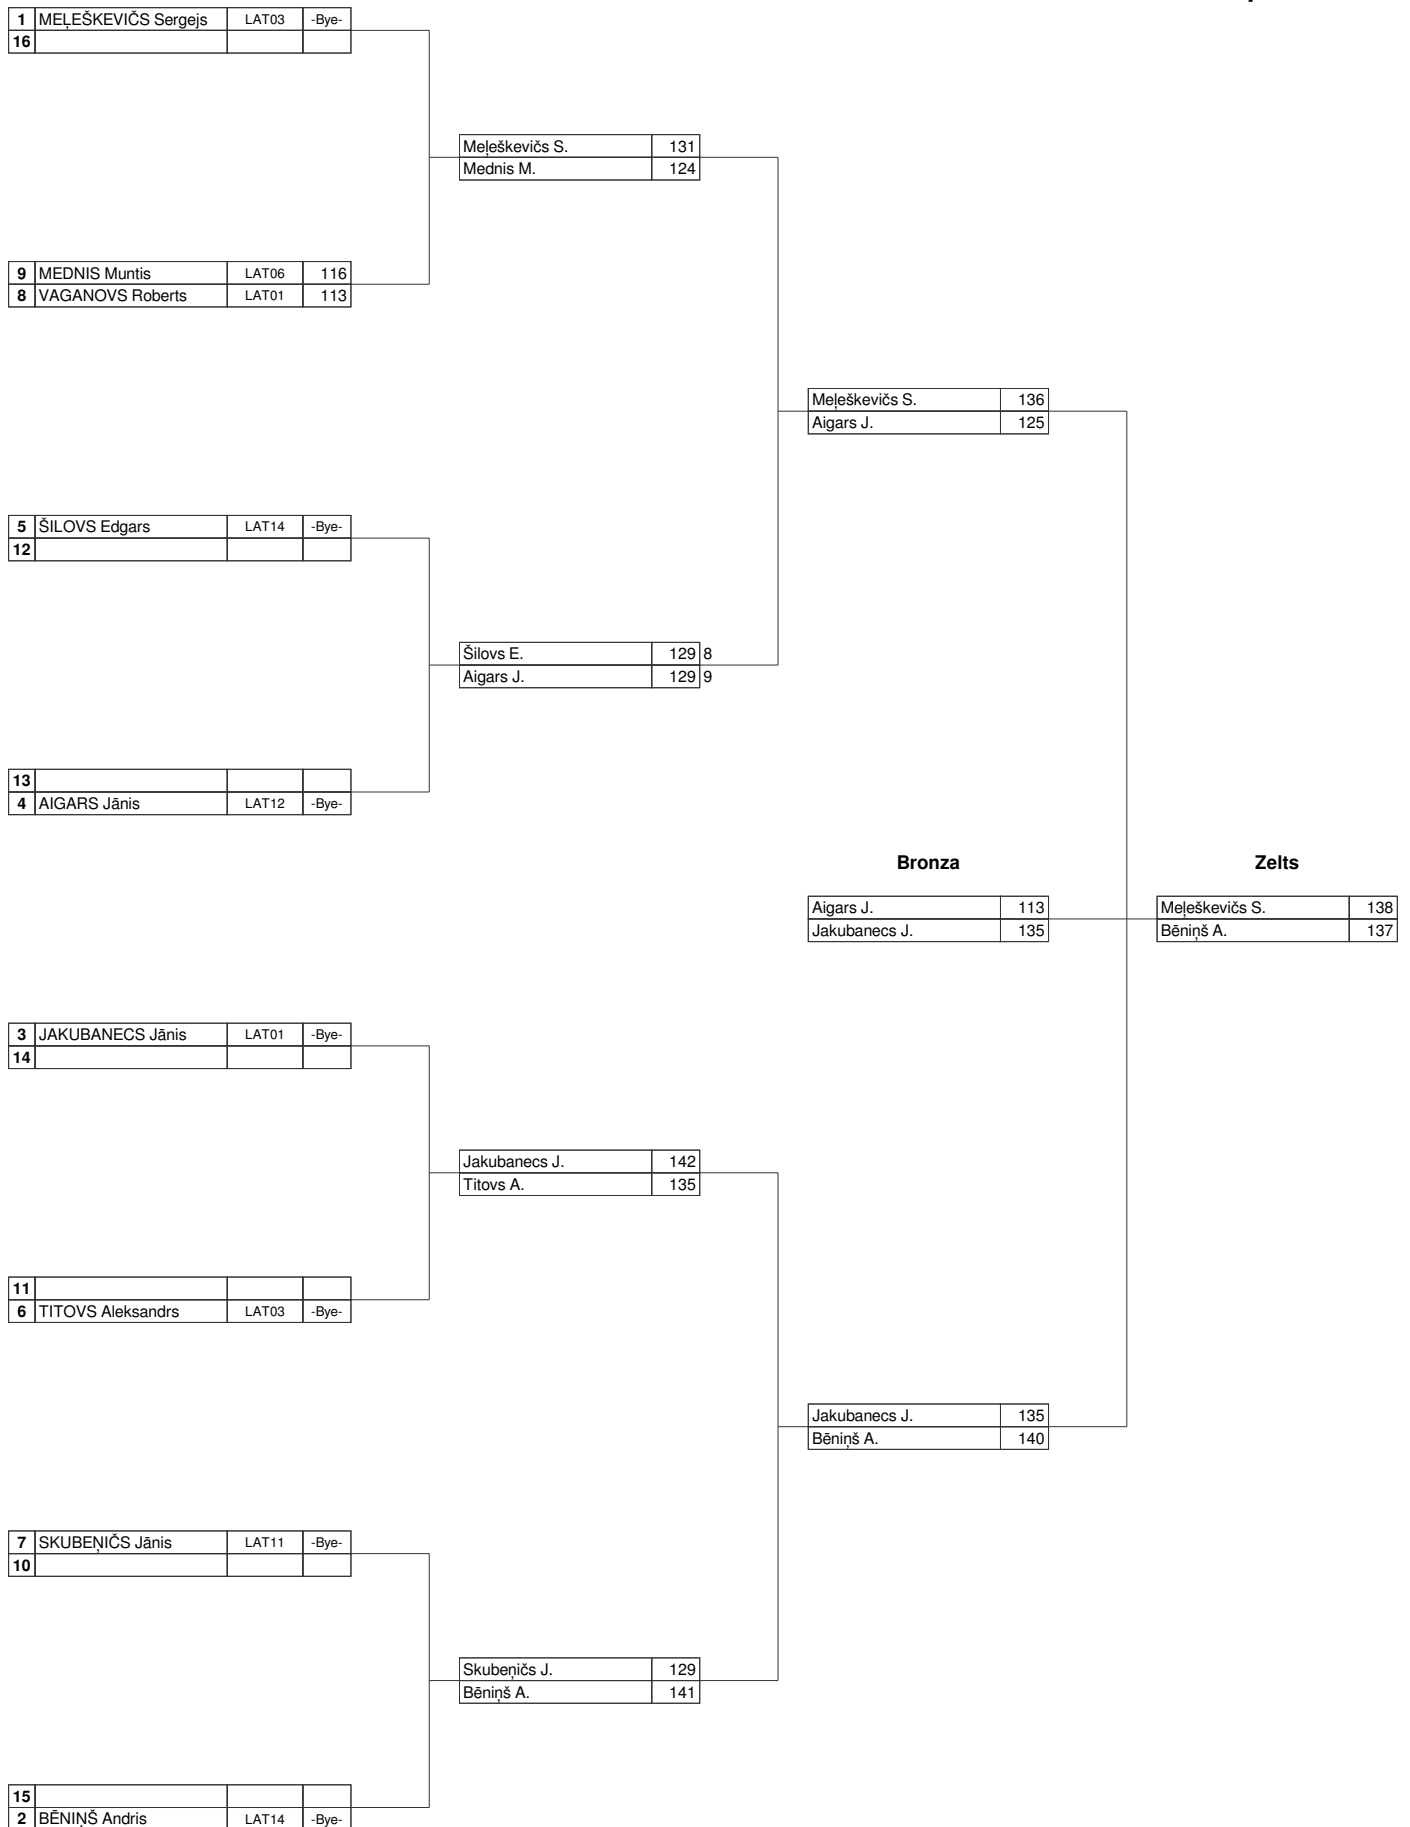 1 MEĻEŠKEVIČS Sergejs LAT03 -Bye-
16
Meļeškevičs S. 131
Mednis M. 124
9 MEDNIS Muntis LAT06 116
8 VAGANOVS Roberts LAT01 113
Meļeškevičs S. 136
Aigars J. 125
5 ŠILOVS Edgars LAT14 -Bye-
12
Šilovs E. 129 8
Aigars J. 129 9
13
4 AIGARS Jānis LAT12 -Bye-
Bronza Zelts
Aigars J. 113 Meļeškevičs S. 138
Jakubanecs J. 135 Bēniņš A. 137
3 JAKUBANECS Jānis LAT01 -Bye-
14
Jakubanecs J. 142
Titovs A. 135
11
6 TITOVS Aleksandrs LAT03 -Bye-
Jakubanecs J. 135
Bēniņš A. 140
7 SKUBEŅIČS Jānis LAT11 -Bye-
10
Skubeņičs J. 129
Bēniņš A. 141
15
2 BĒNIŅŠ Andris LAT14 -Bye-